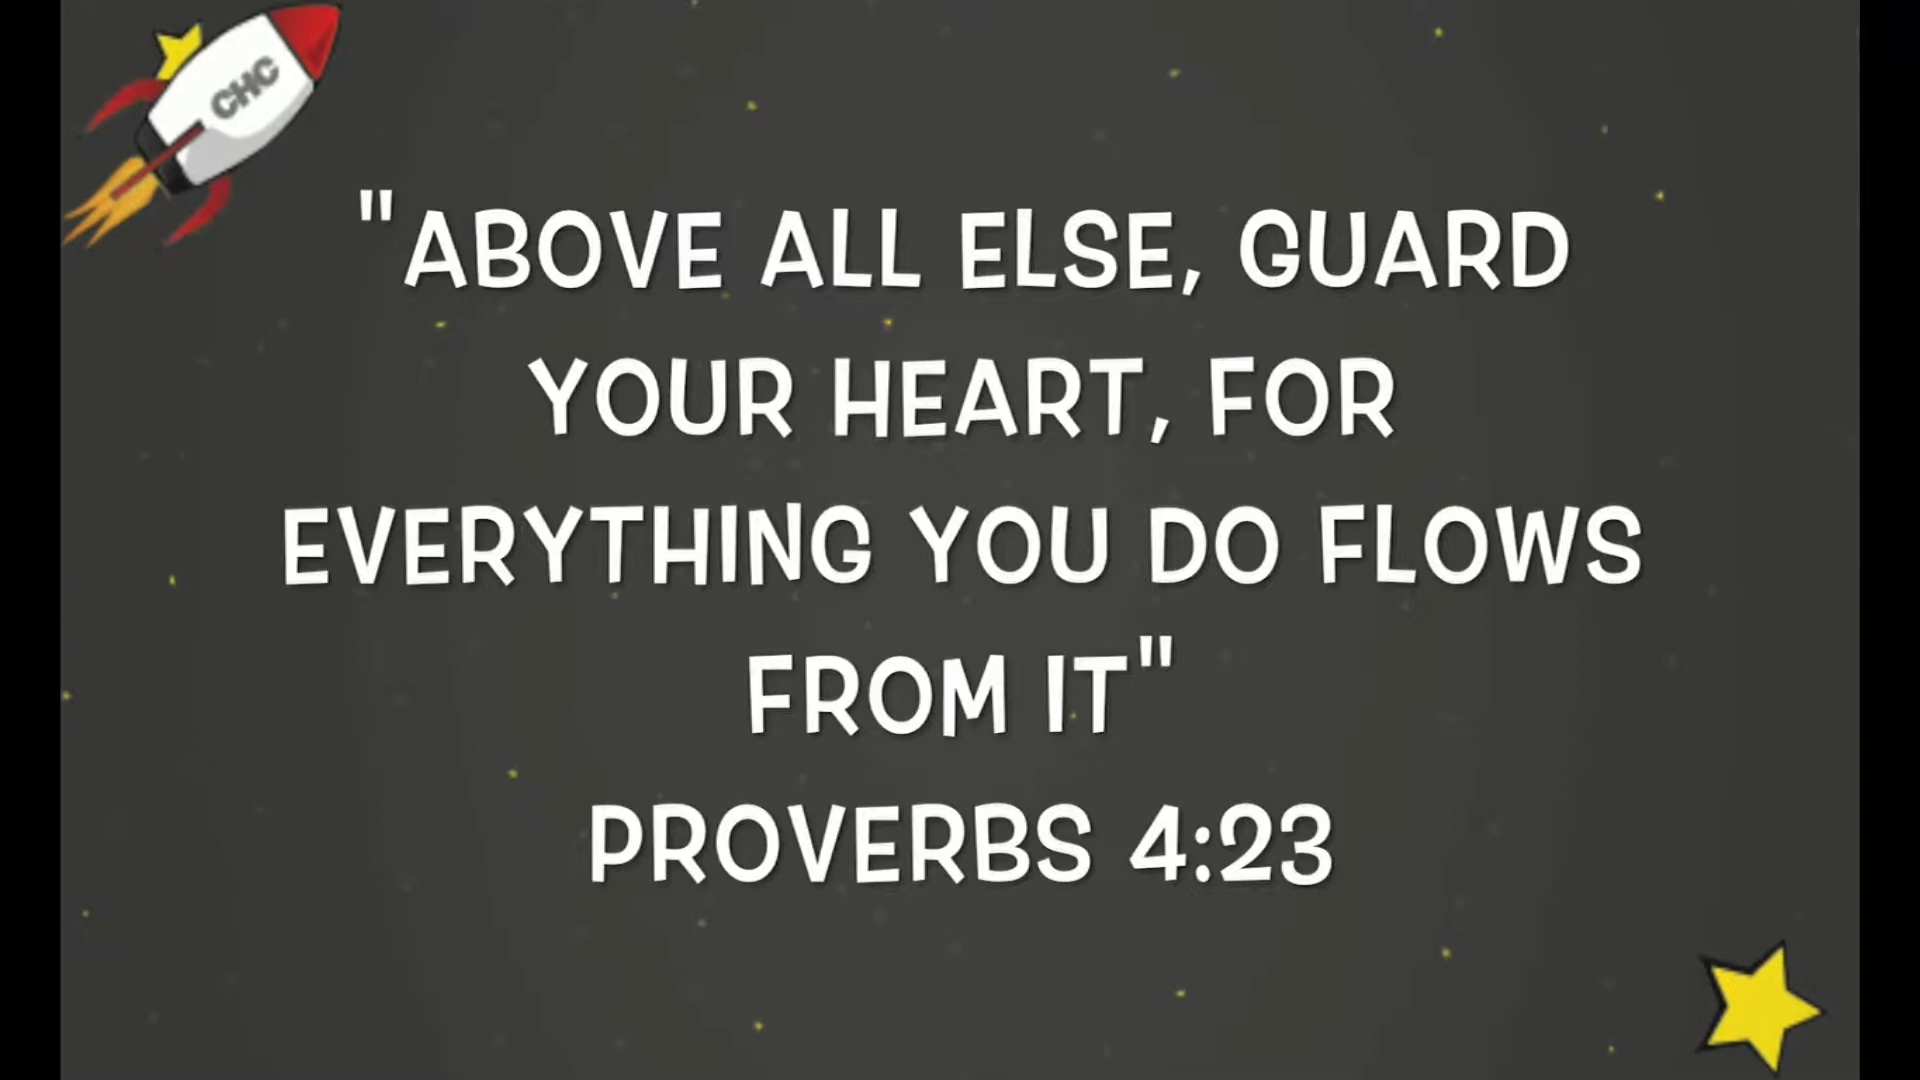 CHC
"ABOVE ALL ELSE, GUARD
YOUR HEART, FOR
EVERYTHING YOU DO FLOWS
FROM IT"
PROVERBS 4:23